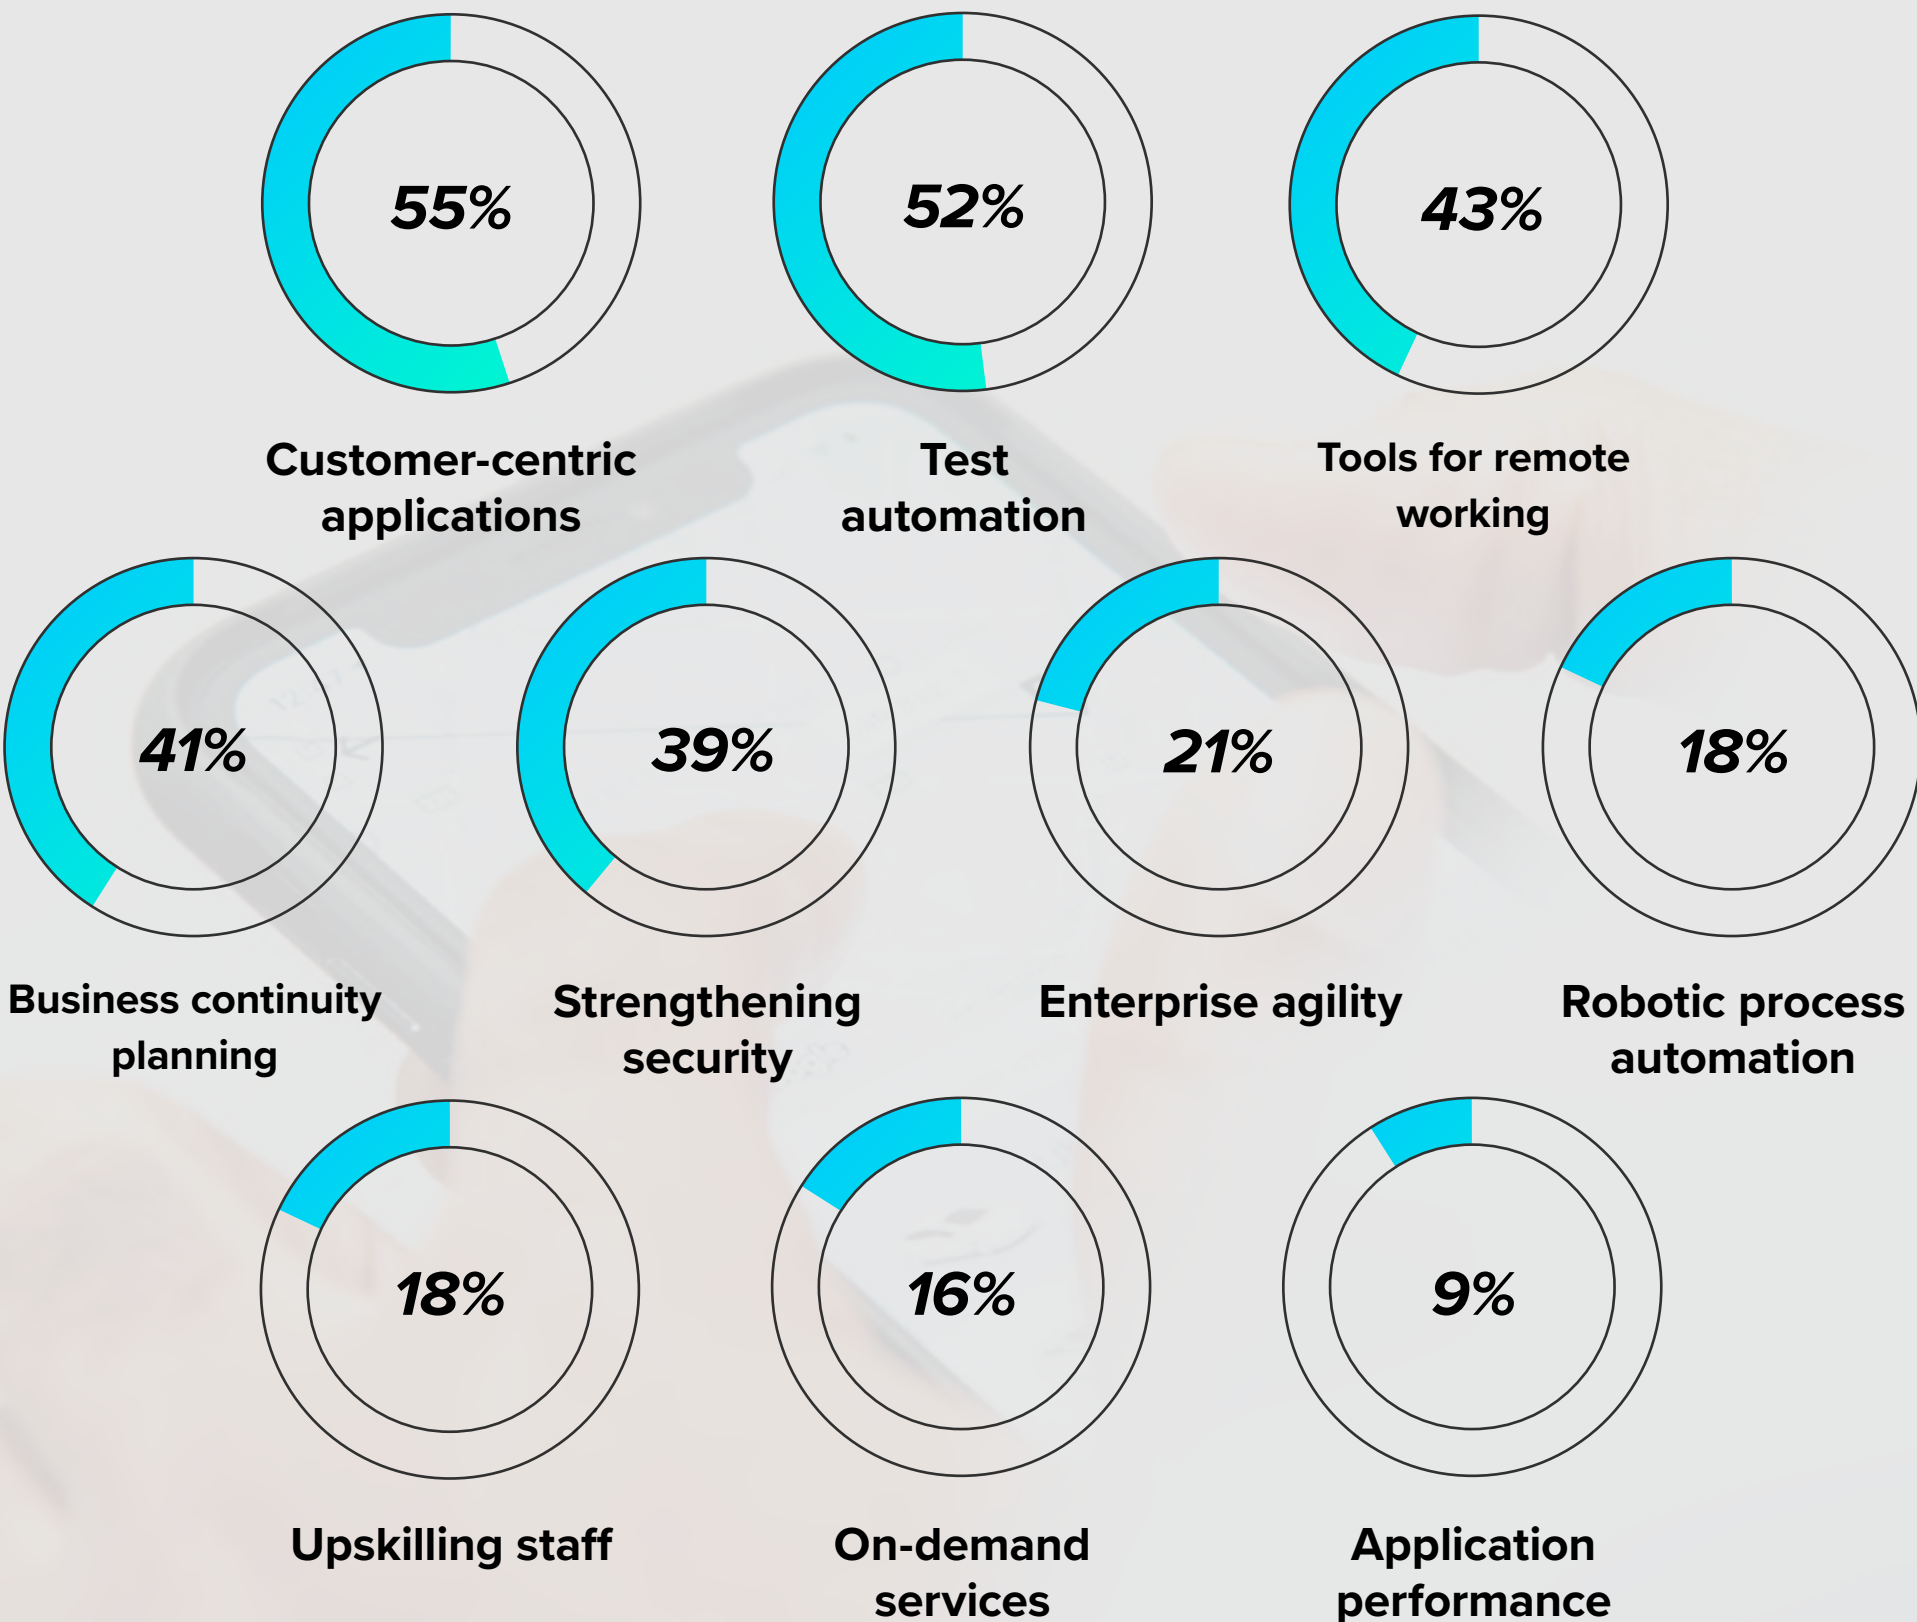 55%
52%
43%
Customer-centric
applications
Test
automation
Tools for remote
working
41%
39%
21%
18%
Business continuity
planning
Strengthening
security
Enterprise agility
Robotic process
automation
18%
16%
9%
Upskilling staff
On-demand
services
Application
performance